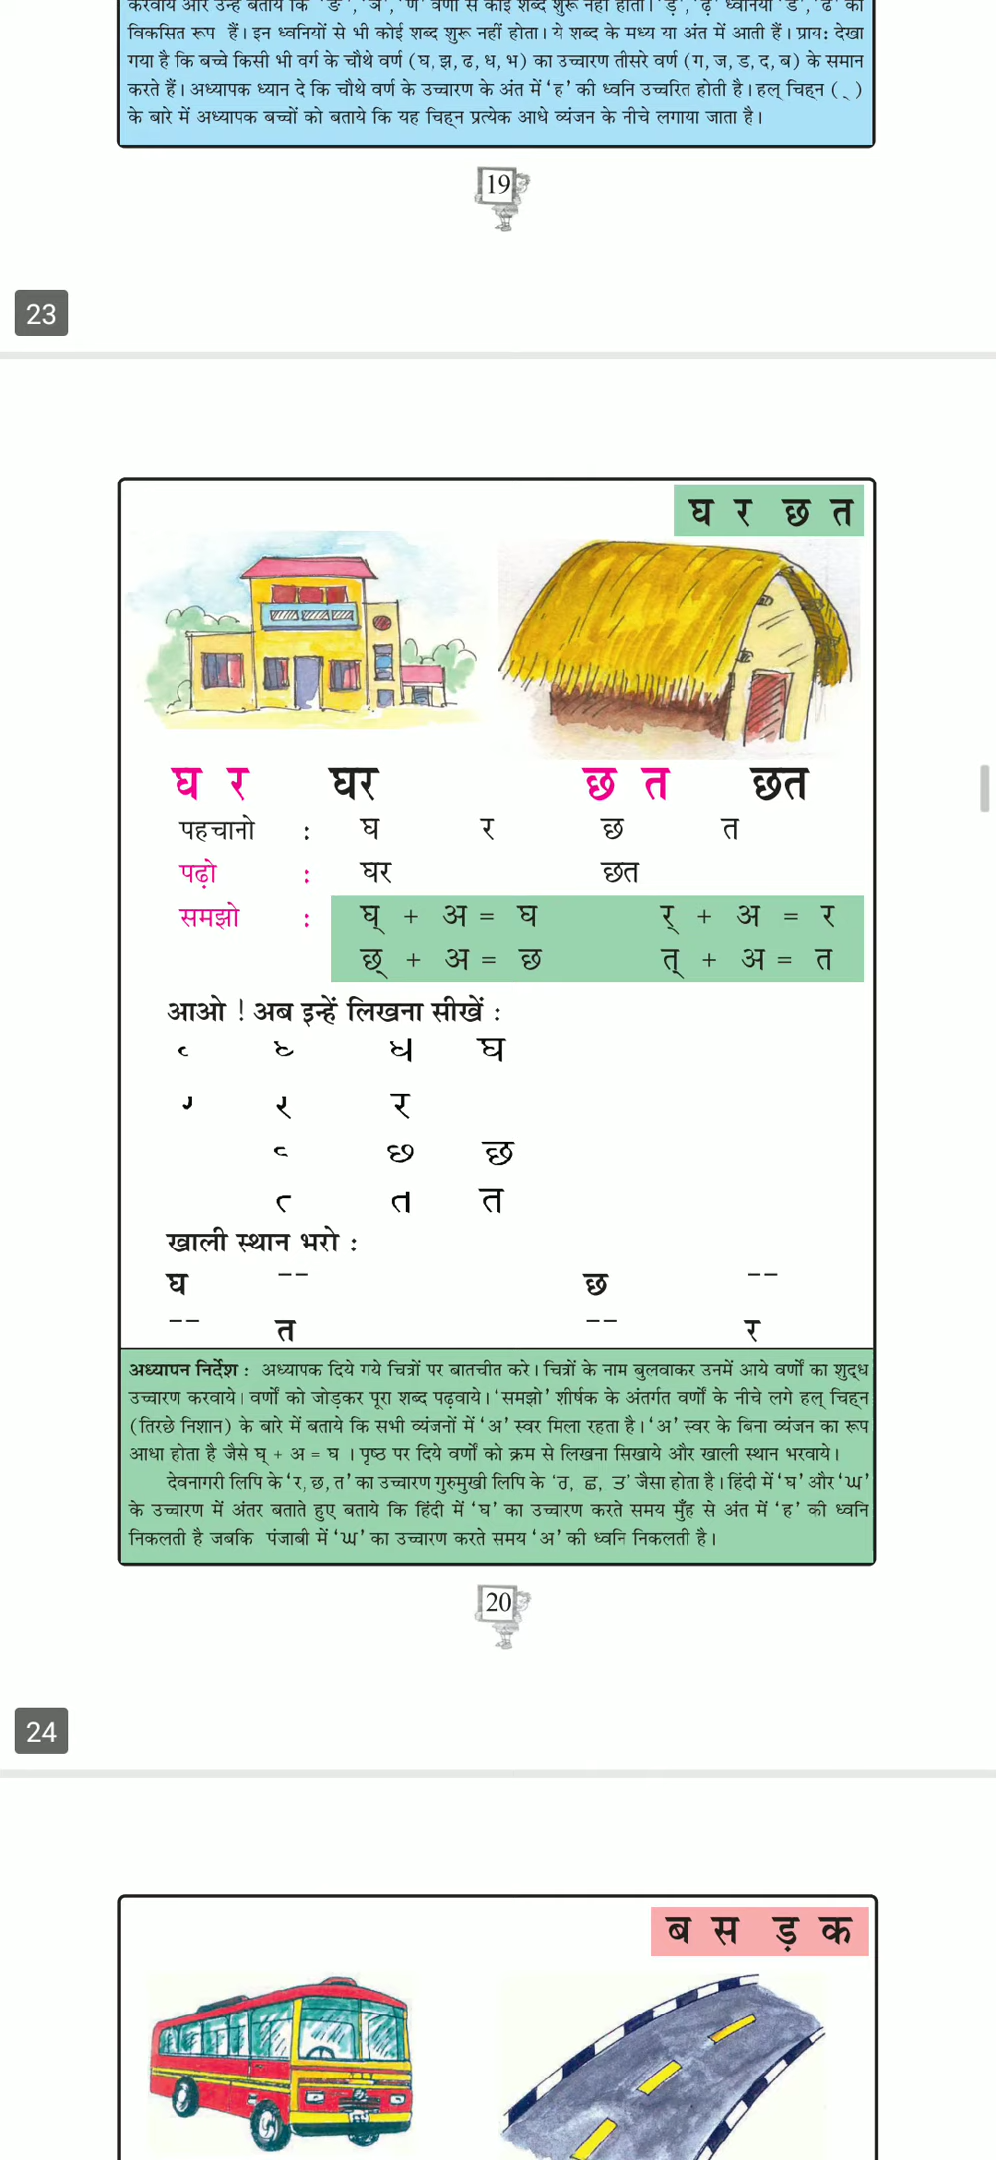 करवाये और उन्हें बताये कि 'ङ', 'ञ', 'ण' वर्णों से कोई शब्द शुरू नहीं होता। 'ड़', 'ढ़' ध्वनियाँ 'ड', 'ढ' का
विकसित रूप हैं। इन ध्वनियों से भी कोई शब्द शुरू नहीं होता। ये शब्द के मध्य या अंत में आती हैं। प्राय: देखा
गया है कि बच्चे किसी भी वर्ग के चौथे वर्ण (घ, झ, ढ, ध, भ) का उच्चारण तीसरे वर्ण (ग, ज, ड, द, ब) के समान
करते हैं। अध्यापक ध्यान दे कि चौथे वर्ण के उच्चारण के अंत में 'ह' की ध्वनि उच्चरित होती है। हल् चिह्न ( ् )
के बारे में अध्यापक बच्चों को बताये कि यह चिह्न प्रत्येक आधे व्यंजन के नीचे लगाया जाता है।
19
23
घ र छ त
घ र घर छ त छत
पहचानो : घ र छ त
पढ़ो : घर छत
समझो : घ् + अ = घ र् + अ = र
छ् + अ = छ त् + अ = त
आओ ! अब इन्हें लिखना सीखें :
घ
र
छ
त
खाली स्थान भरो :
घ -- छ --
-- त -- र
अध्यापन निर्देश : अध्यापक दिये गये चित्रों पर बातचीत करे। चित्रों के नाम बुलवाकर उनमें आये वर्णों का शुद्ध
उच्चारण करवाये। वर्णों को जोड़कर पूरा शब्द पढ़वाये। 'समझो' शीर्षक के अंतर्गत वर्णों के नीचे लगे हल् चिह्न
(तिरछे निशान) के बारे में बताये कि सभी व्यंजनों में 'अ' स्वर मिला रहता है। 'अ' स्वर के बिना व्यंजन का रूप
आधा होता है जैसे घ् + अ = घ । पृष्ठ पर दिये वर्णों को क्रम से लिखना सिखाये और खाली स्थान भरवाये।
देवनागरी लिपि के 'र, छ, त' का उच्चारण गुरुमुखी लिपि के 'ਠ, ਛ, ਤ' जैसा होता है। हिंदी में 'घ' और 'ਘ'
के उच्चारण में अंतर बताते हुए बताये कि हिंदी में 'घ' का उच्चारण करते समय मुँह से अंत में 'ह' की ध्वनि
निकलती है जबकि पंजाबी में 'ਘ' का उच्चारण करते समय 'अ' की ध्वनि निकलती है।
20
24
ब स ड़ क